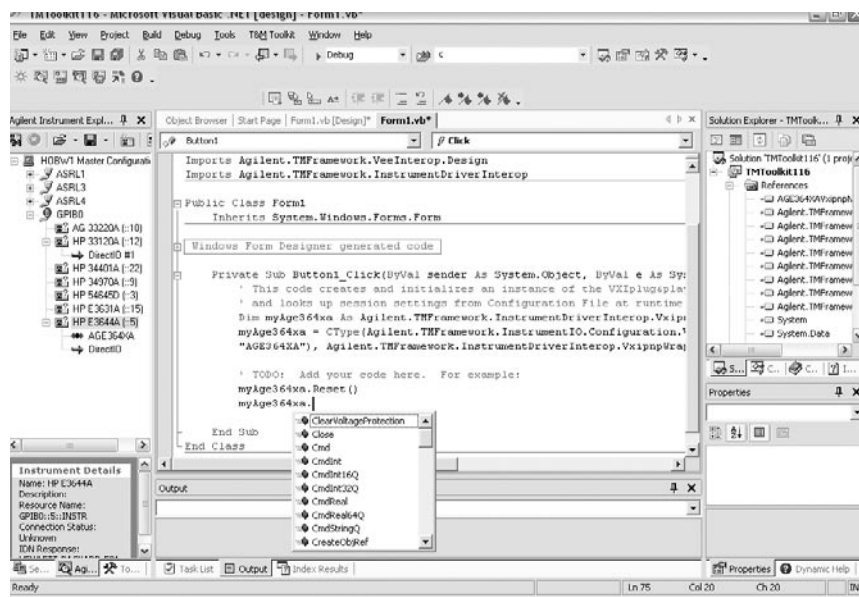 TMToolkit116 - Microsoft Visual Basic .NET [design] - Form1.vb*
File Edit View Project Build Debug Tools T&M Toolkit Window Help
Debug
Agilent Instrument Expl...
Object Browser Start Page Form1.vb [Design]* Form1.vb*
Solution Explorer - TMToolk...
Button1 Click
HOBW1 Master Configurati
ASRL1
ASRL3
ASRL4
GPIB0
AG 33220A (::10)
HP 33120A (::12)
DirectIO #1
HP 34401A (::22)
HP 34970A (::9)
HP 54645D (::3)
HP E3631A (::15)
HP E3644A (::5)
AGE364XA
DirectIO
Imports Agilent.TMFramework.VeeInterop.Design
Imports Agilent.TMFramework.InstrumentDriverInterop
Public Class Form1
Inherits System.Windows.Forms.Form
Windows Form Designer generated code
Private Sub Button1_Click(ByVal sender As System.Object, ByVal e As Sys
' This code creates and initializes an instance of the VXIplugspla
' and looks up session settings from Configuration File at runtime
Dim myAge364xa As Agilent.TMFramework.InstrumentDriverInterop.Vxip
myAge364xa = CType(Agilent.TMFramework.InstrumentIO.Configuration.
"AGE364XA"), Agilent.TMFramework.InstrumentDriverInterop.VxipnpWra
' TODO: Add your code here. For example:
myAge364xa.Reset()
myAge364xa.
End Sub
End Class
ClearVoltageProtection
Close
Cmd
CmdInt
CmdInt16Q
CmdInt32Q
CmdReal
CmdReal64Q
CmdStringQ
CreateObjRef
Solution 'TMToolkit116' (1 proje
TMToolkit116
References
AGE364XAVxipnpW
Agilent.TMFramew
Agilent.TMFramew
Agilent.TMFramew
Agilent.TMFramew
Agilent.TMFramew
Agilent.TMFramew
System
System.Data
S... C... C... I...
Properties
Instrument Details
Name: HP E3644A
Description:
Resource Name:
GPIB0::5::INSTR
Connection Status:
Unknown
IDN Response:
Output
Se... Agi... To...
Task List Output Index Results
Properties Dynamic Help
Ready Ln 75 Col 20 Ch 20 IN